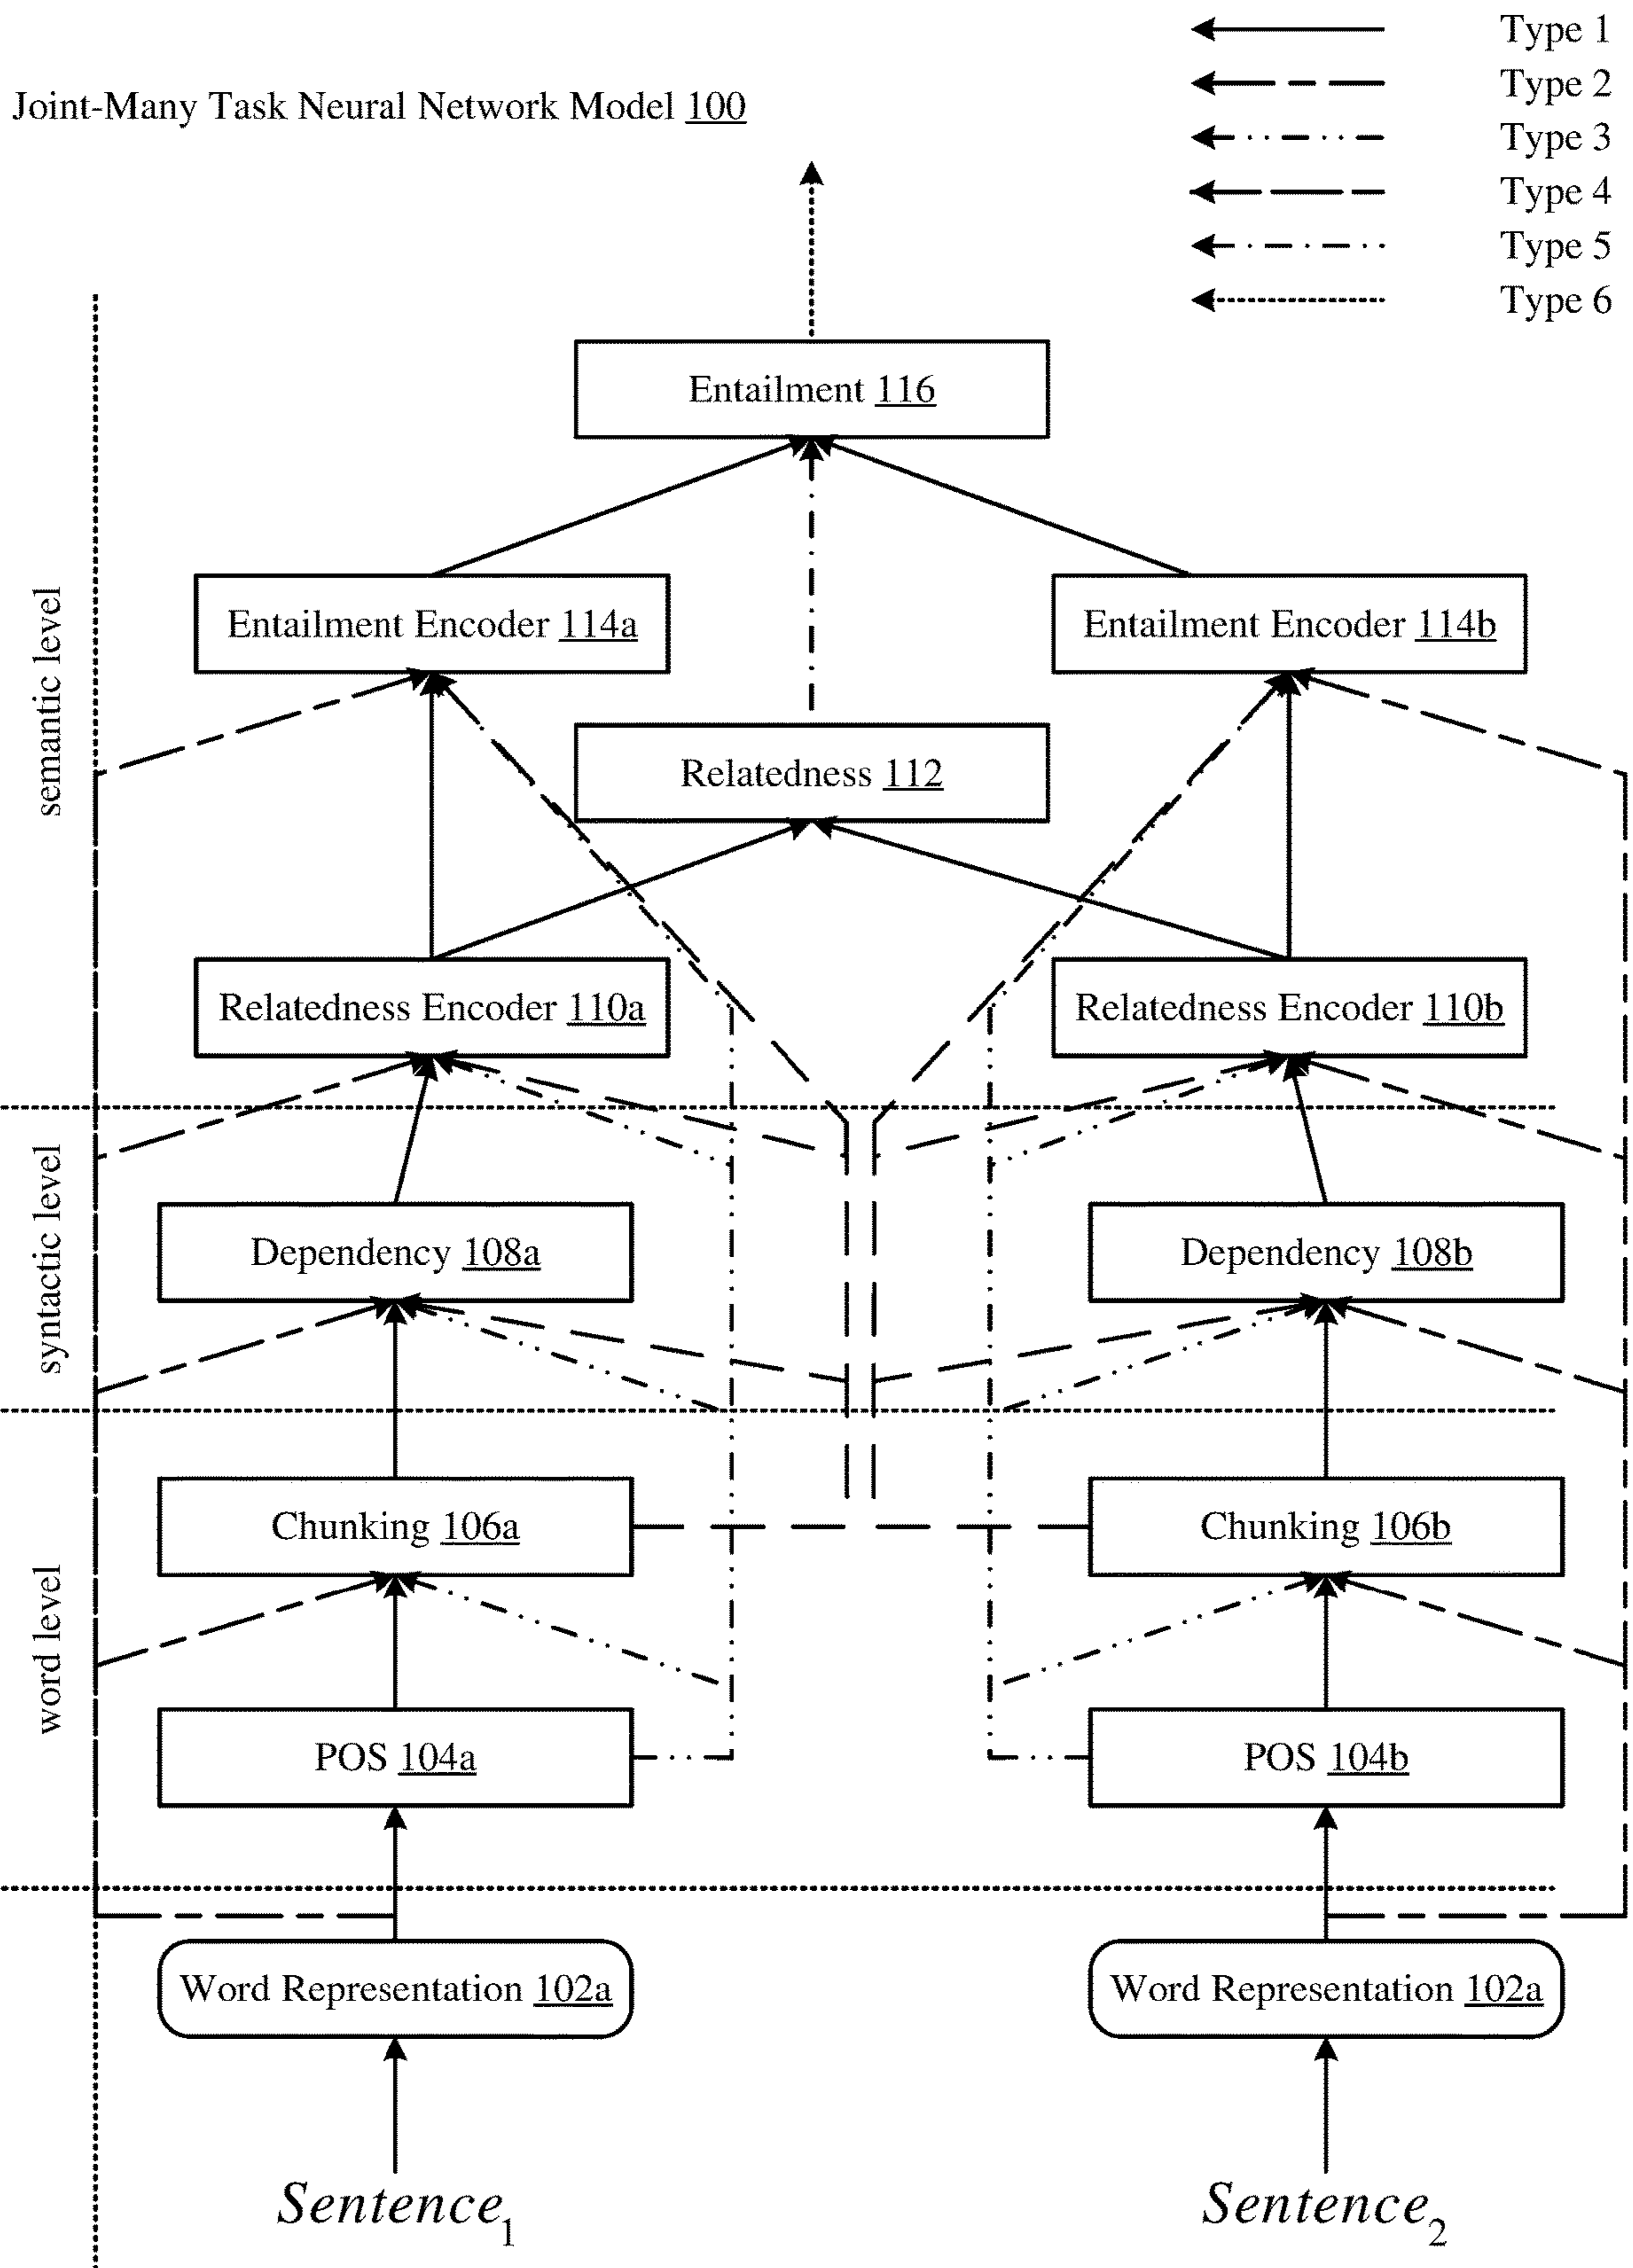 Type 1
Type 2
Joint-Many Task Neural Network Model 100
Type 3
Type 4
Type 5
Type 6
Entailment 116
semantic level
Entailment Encoder 114a
Entailment Encoder 114b
Relatedness 112
Relatedness Encoder 110a
Relatedness Encoder 110b
syntactic level
Dependency 108a
Dependency 108b
word level
Chunking 106a
Chunking 106b
POS 104a
POS 104b
Word Representation 102a
Word Representation 102a
Sentence1
Sentence2